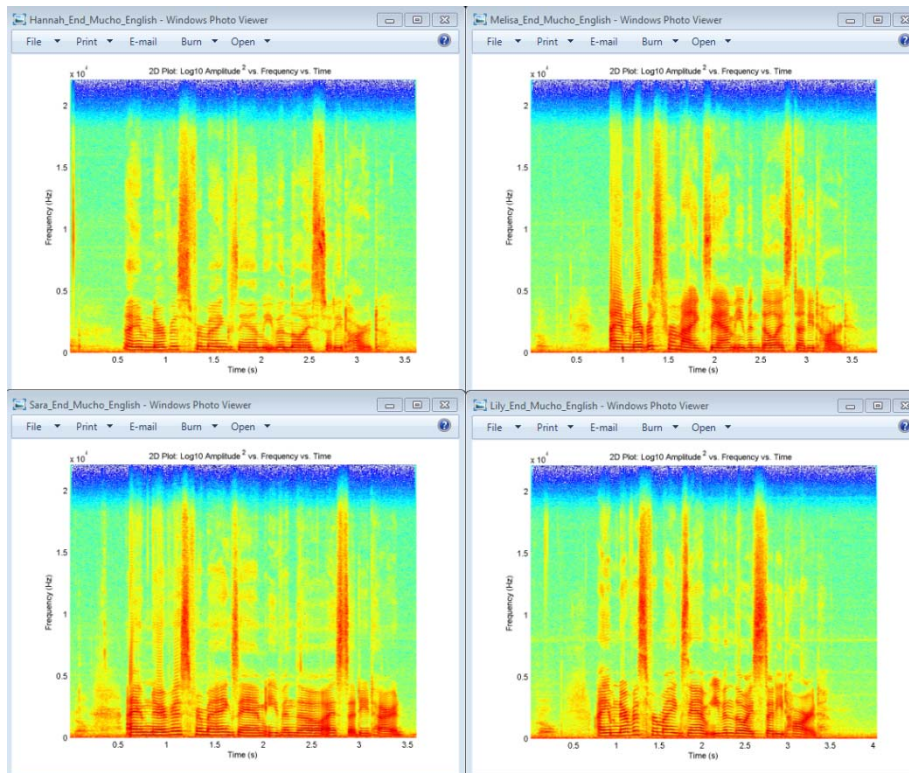 Hannah_End_Mucho_English - Windows Photo Viewer
File Print E-mail Burn Open
2D Plot: Log10 Amplitude 2 vs. Frequency vs. Time
x 10 4
2
1.5
1
0.5
0
Frequency (Hz)
0.5 1 1.5 2 2.5 3 3.5
Time (s)
Melisa_End_Mucho_English - Windows Photo Viewer
File Print E-mail Burn Open
2D Plot: Log10 Amplitude 2 vs. Frequency vs. Time
x 10 4
2
1.5
1
0.5
0
Frequency (Hz)
0.5 1 1.5 2 2.5 3 3.5
Time (s)
Sara_End_Mucho_English - Windows Photo Viewer
File Print E-mail Burn Open
2D Plot: Log10 Amplitude 2 vs. Frequency vs. Time
x 10 4
2
1.5
1
0.5
0
Frequency (Hz)
0.5 1 1.5 2 2.5 3 3.5
Time (s)
Lily_End_Mucho_English - Windows Photo Viewer
File Print E-mail Burn Open
2D Plot: Log10 Amplitude 2 vs. Frequency vs. Time
x 10 4
2
1.5
1
0.5
0
Frequency (Hz)
0.5 1 1.5 2 2.5 3 3.5 4
Time (s)